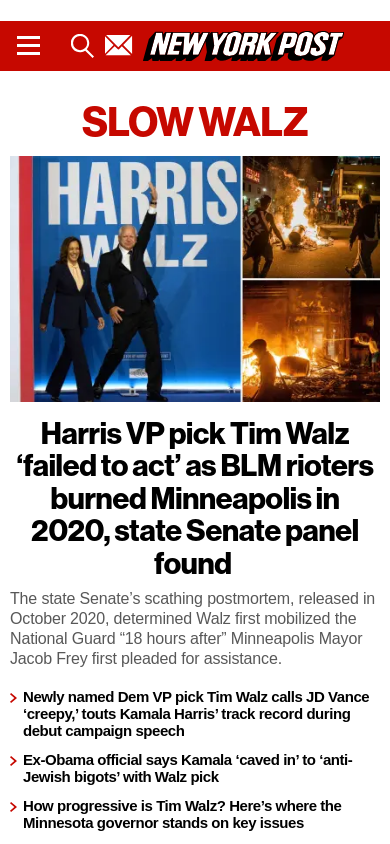 NEW YORK POST
SLOW WALZ
HARRIS
WALZ
Harris VP pick Tim Walz
‘failed to act’ as BLM rioters
burned Minneapolis in
2020, state Senate panel
found
The state Senate’s scathing postmortem, released in
October 2020, determined Walz first mobilized the
National Guard “18 hours after” Minneapolis Mayor
Jacob Frey first pleaded for assistance.
Newly named Dem VP pick Tim Walz calls JD Vance
‘creepy,’ touts Kamala Harris’ track record during
debut campaign speech
Ex-Obama official says Kamala ‘caved in’ to ‘anti-
Jewish bigots’ with Walz pick
How progressive is Tim Walz? Here’s where the
Minnesota governor stands on key issues